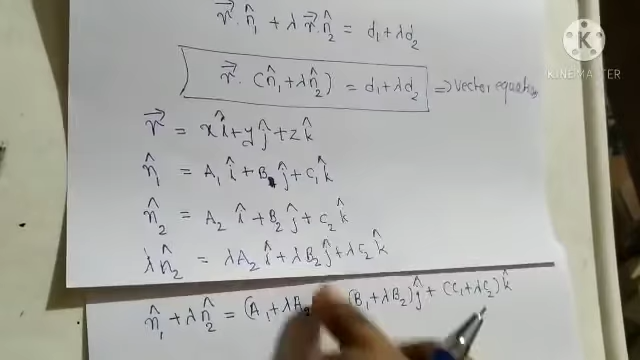 r⃗.n̂₁ + λ r⃗.n̂₂ = d₁ + λd₂
r⃗ . (n̂₁+λn̂₂) = d₁+λd₂ ⇒ Vector equation
KINEMASTER
r⃗ = xî+yĵ+zk̂
n̂₁ = A₁î+B₁ĵ+C₁k̂
n̂₂ = A₂î+B₂ĵ+C₂k̂
λn̂₂ = λA₂î+λB₂ĵ+λC₂k̂
n̂₁+λn̂₂ = (A₁+λA₂ (B₁+λB₂)ĵ+(C₁+λC₂)k̂